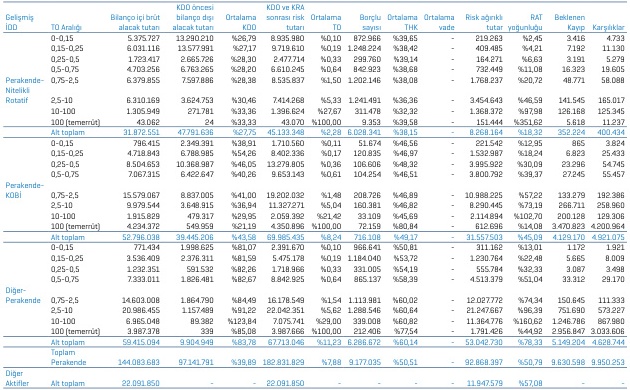 Gelişmiş İDD TO Aralığı Bilanço içi brüt alacak tutarı KDO öncesi bilanço dışı alacak tutarı Ortalama KDO KDO ve KRA sonrası risk tutarı Ortalama TO Borçlu sayısı Ortalama THK Ortalama vade Risk ağırlıklı tutar RAT yoğunluğu Beklenen Kayıp Karşılıklar
0-0,15 5.375.727 13.290.210 %26,79 8.935.980 %0,10 872.966 %39,65 - 219.263 %2,45 3.416 4.733
0,15-0,25 6.031.116 13.577.991 %27,17 9.719.610 %0,19 1.248.224 %38,42 - 409.485 %4,21 7.192 11.130
0,25-0,5 1.723.417 2.665.726 %28,30 2.477.714 %0,33 299.760 %39,14 - 164.271 %6,63 3.191 5.279
0,5-0,75 4.703.256 6.763.265 %28,20 6.610.245 %0,64 842.923 %38,68 - 732.449 %11,08 16.323 19.605
Perakende-Nitelikli Rotatif 0,75-2,5 6.379.855 7.597.886 %28,38 8.535.837 %1,50 1.202.146 %38,08 - 1.768.237 %20,72 48.771 58.088
2,5-10 6.310.169 3.624.753 %30,46 7.414.268 %5,33 1.241.491 %36,36 - 3.454.643 %46,59 141.545 165.017
10-100 1.305.949 271.781 %33,36 1.396.624 %27,67 311.478 %32,32 - 1.368.372 %97,98 126.168 125.345
100 (temerrüt) 43.062 24 %33,33 43.070 %100,00 9.353 %39,58 - 151.444 %351,62 5.618 11.237
Alt toplam 31.872.551 47.791.636 %27,75 45.133.348 %2,28 6.028.341 %38,15 - 8.268.164 %18,32 352.224 400.434
0-0,15 796.415 2.349.391 %38,91 1.710.560 %0,11 51.674 %46,56 - 221.542 %12,95 865 3.824
0,15-0,25 4.718.843 6.788.985 %54,26 8.402.336 %0,17 120.835 %46,97 - 1.532.987 %18,24 6.823 25.433
0,25-0,5 8.504.653 10.368.987 %46,05 13.279.805 %0,36 106.606 %48,32 - 3.995.922 %30,09 23.296 54.745
0,5-0,75 7.067.315 6.422.647 %40,26 9.653.143 %0,61 104.254 %46,51 - 3.800.792 %39,37 27.245 55.457
Perakende-KOBİ 0,75-2,5 15.579.067 8.837.005 %41,00 19.202.032 %1,48 208.726 %46,89 - 10.988.225 %57,22 133.279 192.386
2,5-10 9.979.544 3.648.915 %36,94 11.327.271 %5,04 160.381 %46,82 - 8.290.445 %73,19 266.711 258.960
10-100 1.915.829 479.317 %29,95 2.059.392 %21,42 33.109 %45,69 - 2.114.894 %102,70 200.128 129.306
100 (temerrüt) 4.234.372 549.959 %21,19 4.350.896 %100,00 72.159 %80,84 - 612.696 %14,08 3.470.823 4.200.964
Alt toplam 52.796.038 39.445.206 %43,58 69.985.435 %8,24 716.108 %49,17 - 31.557.503 %45,09 4.129.170 4.921.075
0-0,15 771.434 1.998.625 %81,07 2.391.670 %0,10 966.641 %50,81 - 311.162 %13,01 1.172 1.921
0,15-0,25 3.536.409 2.376.311 %81,59 5.475.178 %0,19 1.184.040 %53,72 - 1.230.764 %22,48 5.665 8.009
0,25-0,5 1.232.351 591.532 %82,26 1.718.966 %0,33 331.005 %54,19 - 555.784 %32,33 3.087 3.498
0,5-0,75 7.333.011 1.826.481 %82,67 8.842.925 %0,64 865.137 %58,39 - 4.513.379 %51,04 33.312 29.170
Diğer-Perakende 0,75-2,5 14.603.008 1.864.790 %84,49 16.178.549 %1,54 1.113.981 %60,02 - 12.027.772 %74,34 150.645 111.333
2,5-10 20.986.455 1.157.489 %91,22 22.042.351 %5,62 1.288.546 %60,64 - 21.247.667 %96,39 751.690 573.227
10-100 6.965.048 89.382 %123,84 7.075.741 %29,00 339.008 %60,82 - 11.364.776 %160,62 1.246.786 867.980
100 (temerrüt) 3.987.378 339 %85,08 3.987.666 %100,00 212.406 %77,54 - 1.791.426 %44,92 2.956.847 3.033.606
Alt toplam 59.415.094 9.904.949 %83,78 67.713.046 %11,23 6.286.672 %60,14 - 53.042.730 %78,33 5.149.204 4.628.744
Toplam Perakende 144.083.683 97.141.791 %39,89 182.831.829 %7,88 9.177.035 %50,51 - 92.868.397 %50,79 9.630.598 9.950.253
Diğer Aktifler Alt toplam 22.091.850 - - 22.091.850 - - - - 11.947.579 %57,08 - -